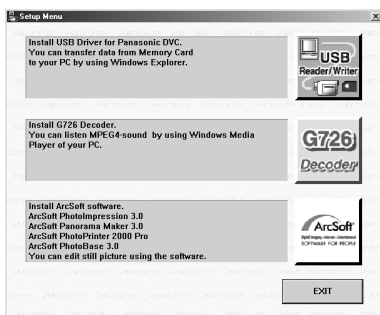 Setup Menu
Install USB Driver for Panasonic DVC.
You can transfer data from Memory Card
to your PC by using Windows Explorer.
USB
Reader/Writer
Install G726 Decoder.
You can listen MPEG4-sound by using Windows Media
Player of your PC.
G726
Decoder
Install ArcSoft software.
ArcSoft PhotoImpression 3.0
ArcSoft Panorama Maker 3.0
ArcSoft PhotoPrinter 2000 Pro
ArcSoft PhotoBase 3.0
You can edit still picture using the software.
ArcSoft
SOFTWARE FOR PEOPLE
EXIT